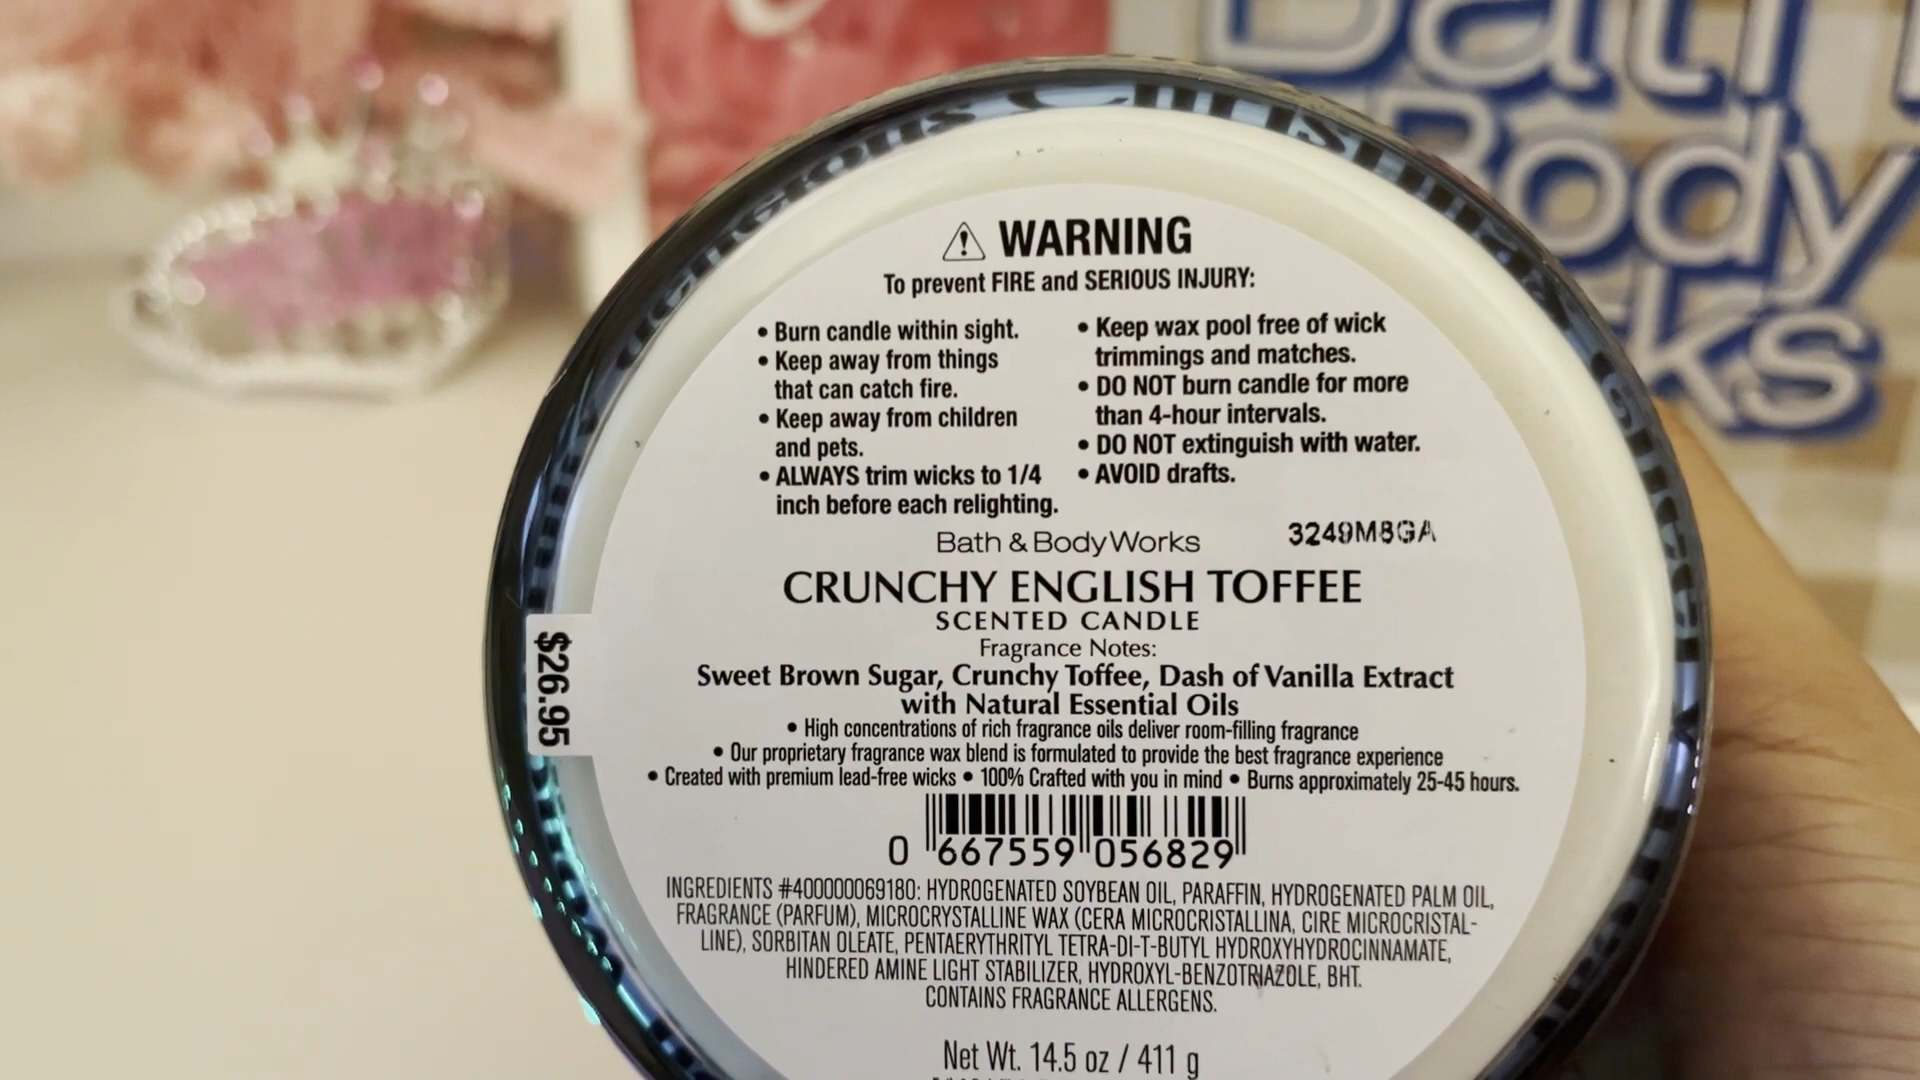 Bath
Body
ks
⚠ WARNING
To prevent FIRE and SERIOUS INJURY:
• Burn candle within sight.
• Keep away from things
that can catch fire.
• Keep away from children
and pets.
• ALWAYS trim wicks to 1/4
inch before each relighting.
• Keep wax pool free of wick
trimmings and matches.
• DO NOT burn candle for more
than 4-hour intervals.
• DO NOT extinguish with water.
• AVOID drafts.
Bath & Body Works
3249M8GA
CRUNCHY ENGLISH TOFFEE
SCENTED CANDLE
Fragrance Notes:
Sweet Brown Sugar, Crunchy Toffee, Dash of Vanilla Extract
with Natural Essential Oils
• High concentrations of rich fragrance oils deliver room-filling fragrance
• Our proprietary fragrance wax blend is formulated to provide the best fragrance experience
• Created with premium lead-free wicks • 100% Crafted with you in mind • Burns approximately 25-45 hours.
$26.95
0 667559 056829
INGREDIENTS #400000069180: HYDROGENATED SOYBEAN OIL, PARAFFIN, HYDROGENATED PALM OIL,
FRAGRANCE (PARFUM), MICROCRYSTALLINE WAX (CERA MICROCRISTALLINA, CIRE MICROCRISTAL-
LINE), SORBITAN OLEATE, PENTAERYTHRITYL TETRA-DI-T-BUTYL HYDROXYHYDROCINNAMATE,
HINDERED AMINE LIGHT STABILIZER, HYDROXYL-BENZOTRIAZOLE, BHT.
CONTAINS FRAGRANCE ALLERGENS.
Net Wt. 14.5 oz / 411 g